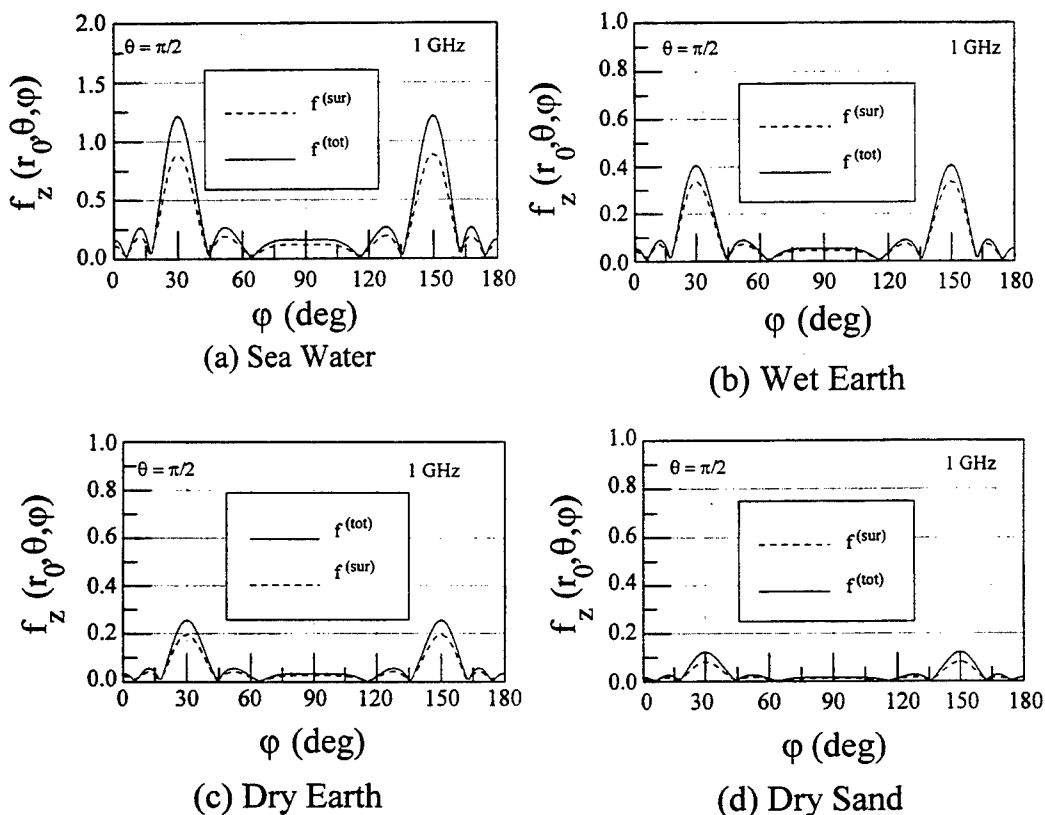 f_z (r_0,θ,φ)
2.0
1.5
1.0
0.5
0.0
θ = π/2
1 GHz
f^(sur)
f^(tot)
0 30 60 90 120 150 180
φ (deg)
(a) Sea Water
f_z (r_0,θ,φ)
1.0
0.8
0.6
0.4
0.2
0.0
θ = π/2
1 GHz
f^(sur)
f^(tot)
0 30 60 90 120 150 180
φ (deg)
(b) Wet Earth
f_z (r_0,θ,φ)
1.0
0.8
0.6
0.4
0.2
0.0
θ = π/2
1 GHz
f^(tot)
f^(sur)
0 30 60 90 120 150 180
φ (deg)
(c) Dry Earth
f_z (r_0,θ,φ)
1.0
0.8
0.6
0.4
0.2
0.0
θ = π/2
1 GHz
f^(sur)
f^(tot)
0 30 60 90 120 150 180
φ (deg)
(d) Dry Sand